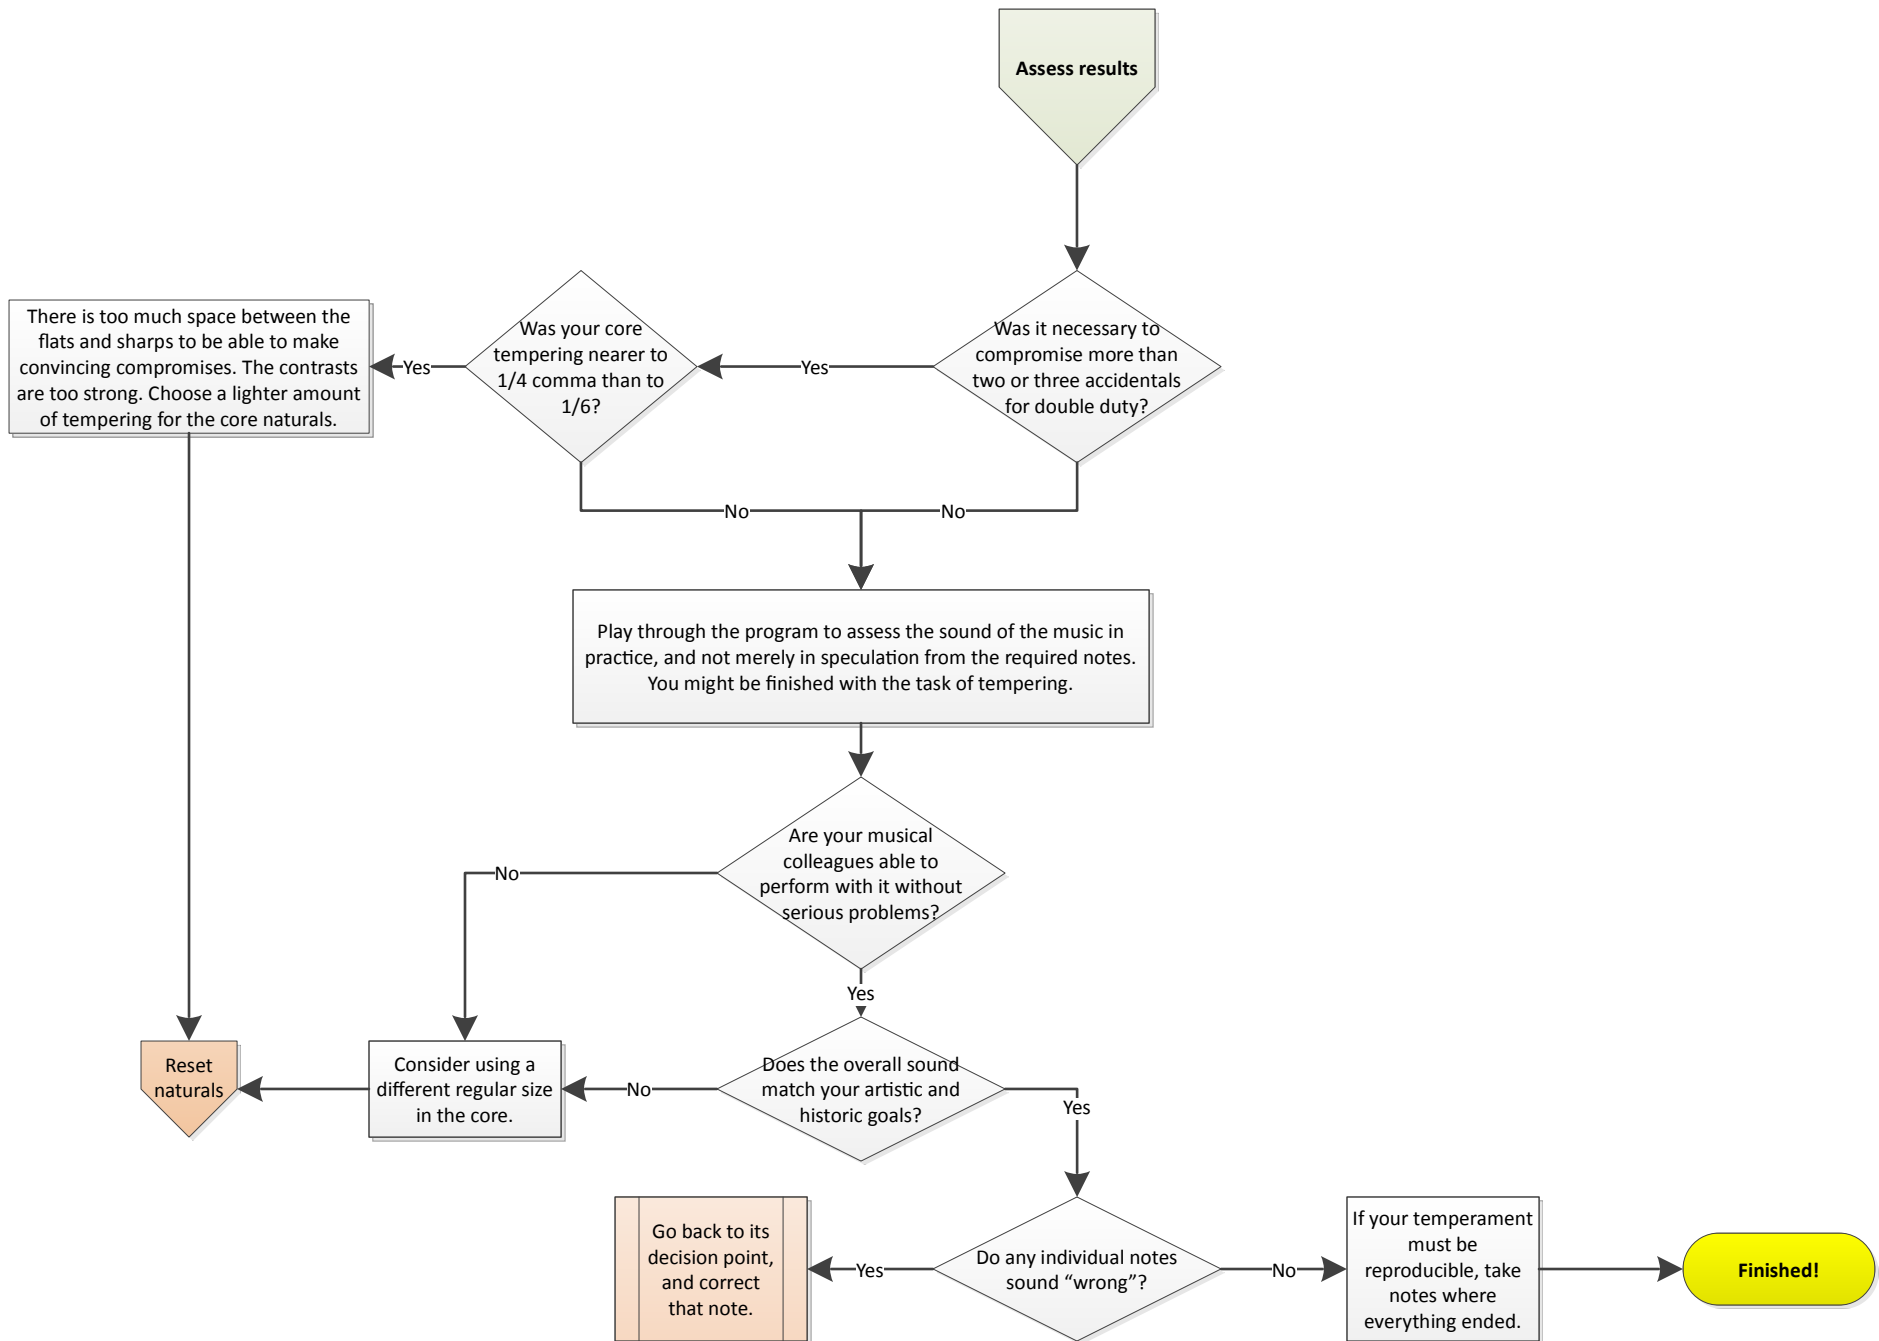 Assess results
Was it necessary to
compromise more than
two or three accidentals
for double duty?
Yes
Was your core
tempering nearer to
1/4 comma than to
1/6?
Yes
There is too much space between the
flats and sharps to be able to make
convincing compromises. The contrasts
are too strong. Choose a lighter amount
of tempering for the core naturals.
No
No
Play through the program to assess the sound of the music in
practice, and not merely in speculation from the required notes.
You might be finished with the task of tempering.
Are your musical
colleagues able to
perform with it without
serious problems?
No
Yes
Does the overall sound
match your artistic and
historic goals?
No
Consider using a
different regular size
in the core.
Reset
naturals
Yes
Do any individual notes
sound “wrong”?
Yes
Go back to its
decision point,
and correct
that note.
No
If your temperament
must be
reproducible, take
notes where
everything ended.
Finished!